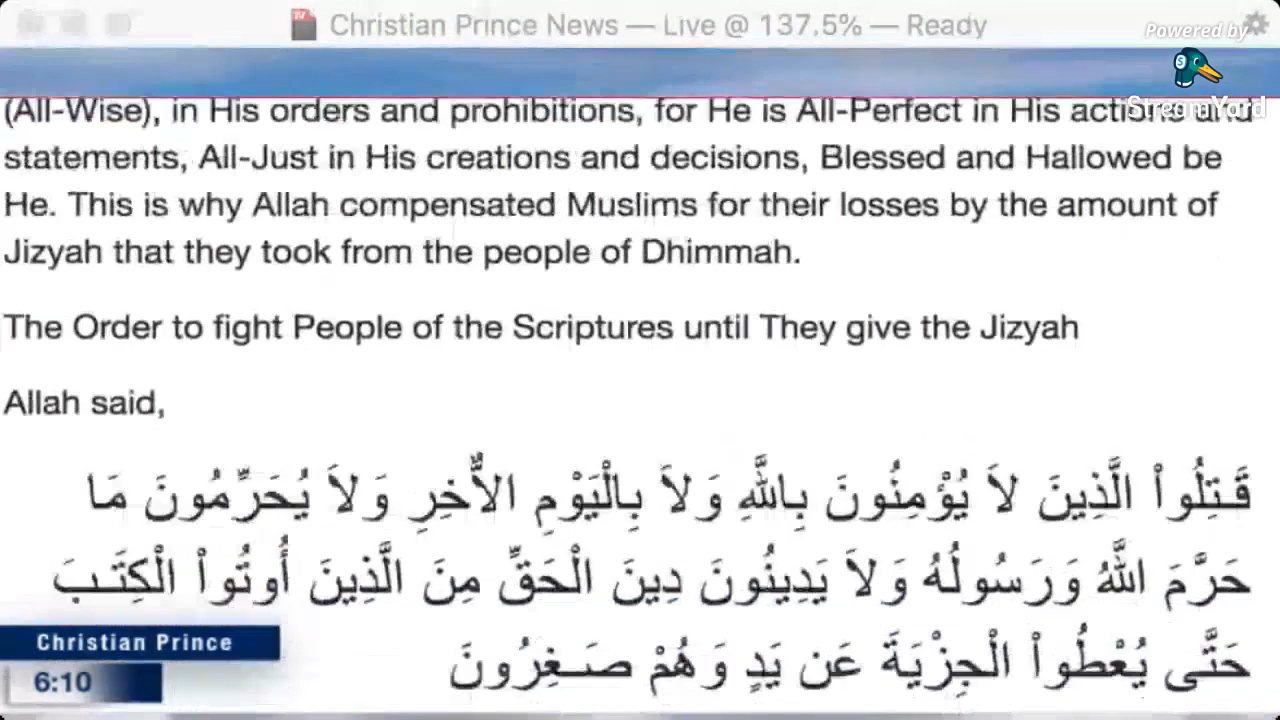 Christian Prince News — Live @ 137.5% — Ready
Powered by
StreamYard
(All-Wise), in His orders and prohibitions, for He is All-Perfect in His actions and
statements, All-Just in His creations and decisions, Blessed and Hallowed be
He. This is why Allah compensated Muslims for their losses by the amount of
Jizyah that they took from the people of Dhimmah.
The Order to fight People of the Scriptures until They give the Jizyah
Allah said,
قَـتِلُواْ الَّذِينَ لاَ يُؤْمِنُونَ بِاللَّهِ وَلاَ بِالْيَوْمِ الاٌّخِرِ وَلاَ يُحَرِّمُونَ مَا
حَرَّمَ اللَّهُ وَرَسُولُهُ وَلاَ يَدِينُونَ دِينَ الْحَقِّ مِنَ الَّذِينَ أُوتُواْ الْكِتَـبَ
حَتَّى يُعْطُواْ الْجِزْيَةَ عَن يَدٍ وَهُمْ صَـغِرُونَ
Christian Prince
6:10